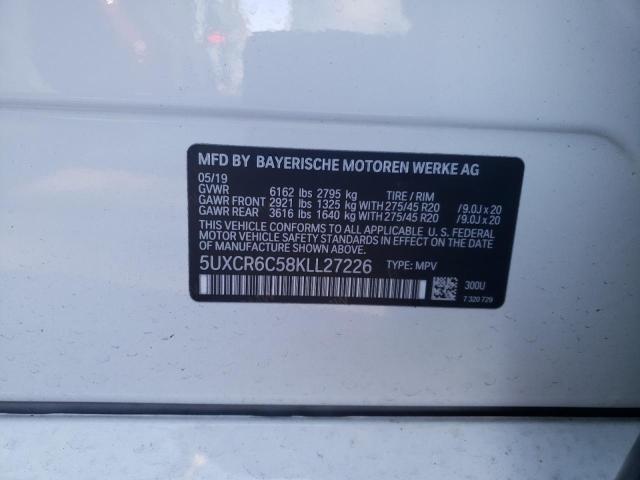 MFD BY BAYERISCHE MOTOREN WERKE AG
05/19
GVWR 6162 lbs 2795 kg TIRE / RIM
GAWR FRONT 2921 lbs 1325 kg WITH 275/45 R20 /9.0J x 20
GAWR REAR 3616 lbs 1640 kg WITH 275/45 R20 /9.0J x 20
THIS VEHICLE CONFORMS TO ALL APPLICABLE U. S. FEDERAL
MOTOR VEHICLE SAFETY STANDARDS IN EFFECT ON THE
DATE OF MANUFACTURE SHOWN ABOVE.
5UXCR6C58KLL27226 TYPE: MPV
300U
7 320 729